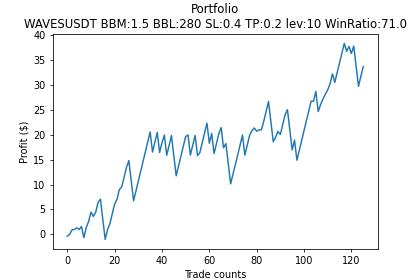 Portfolio
WAVESUSDT BBM:1.5 BBL:280 SL:0.4 TP:0.2 lev:10 WinRatio:71.0
40
35
30
25
20
15
10
5
0
Profit ($)
0 20 40 60 80 100 120
Trade counts